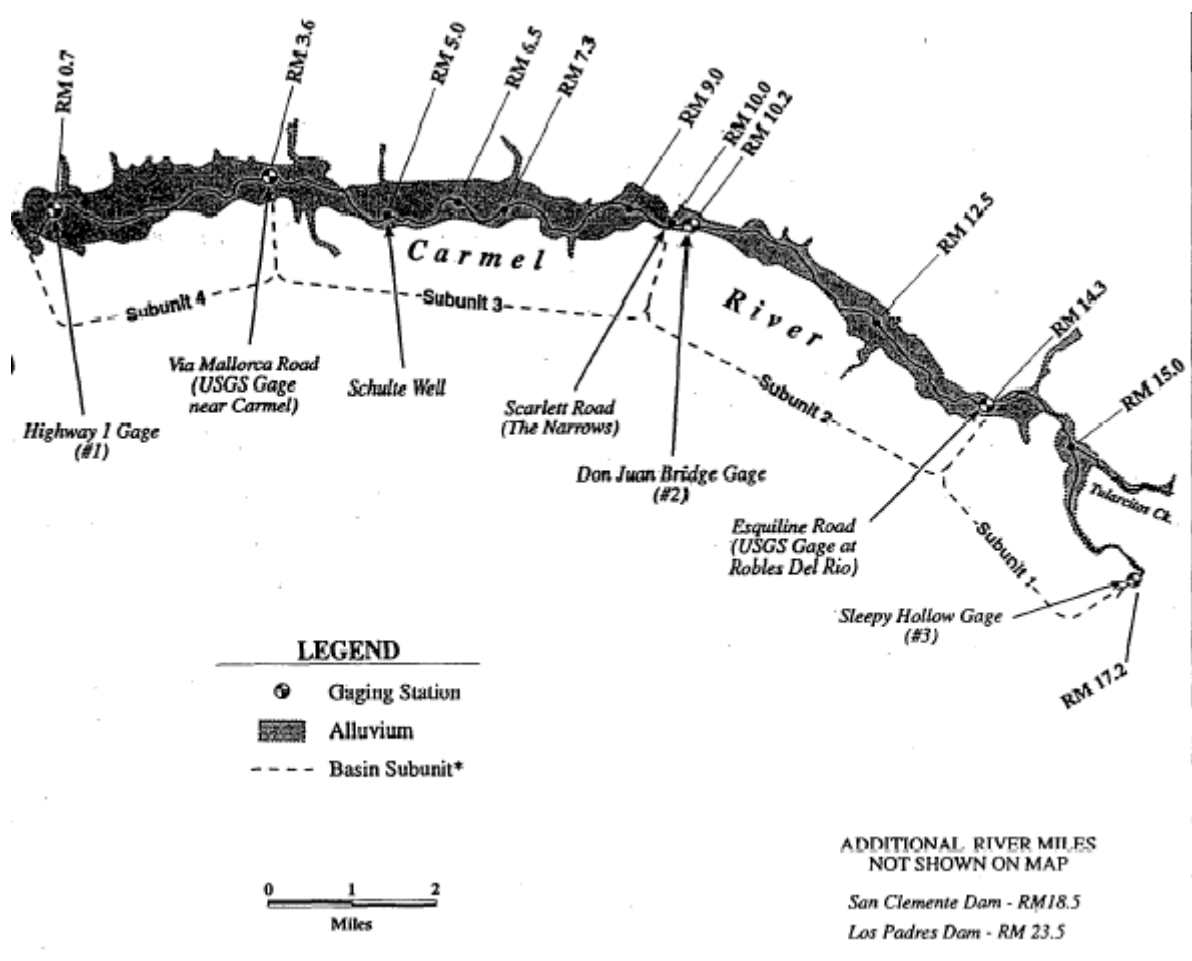 RM 0.7
RM 3.6
RM 5.0
RM 6.5
RM 7.3
RM 9.0
RM 10.0
RM 10.2
RM 12.5
RM 14.3
RM 15.0
Carmel
River
Subunit 4
Subunit 3
Subunit 2
Subunit 1
Via Mallorca Road
(USGS Gage
near Carmel)
Schulte Well
Highway 1 Gage
(#1)
Scarlett Road
(The Narrows)
Don Juan Bridge Gage
(#2)
Esquiline Road
(USGS Gage at
Robles Del Rio)
Tularcitos Ck.
Sleepy Hollow Gage
(#3)
RM 17.2
LEGEND
Gaging Station
Alluvium
Basin Subunit*
0 1 2
Miles
ADDITIONAL RIVER MILES
NOT SHOWN ON MAP
San Clemente Dam - RM18.5
Los Padres Dam - RM 23.5